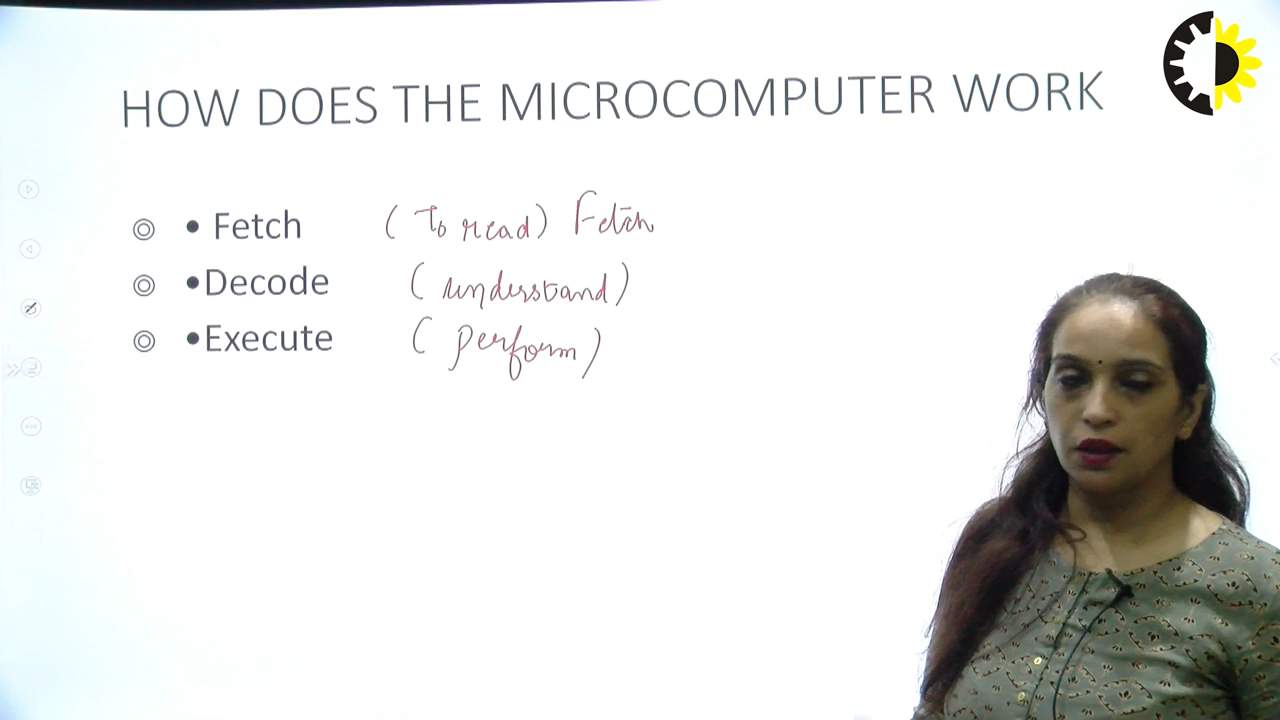 HOW DOES THE MICROCOMPUTER WORK
• Fetch (To read) Fetch
•Decode (understand)
•Execute (perform)